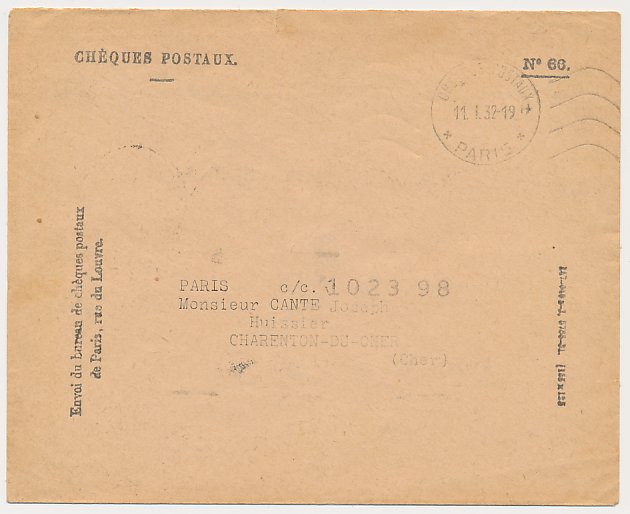 CHÈQUES POSTAUX.
N° 66.
11.1.32-19
* PARIS *
Envoi du Bureau de chèques postaux
de Paris, rue du Louvre.
PARIS c/c. 1023 98
Monsieur CANTE Joseph
Huissier
CHARENTON-DU-CHER
(Cher)